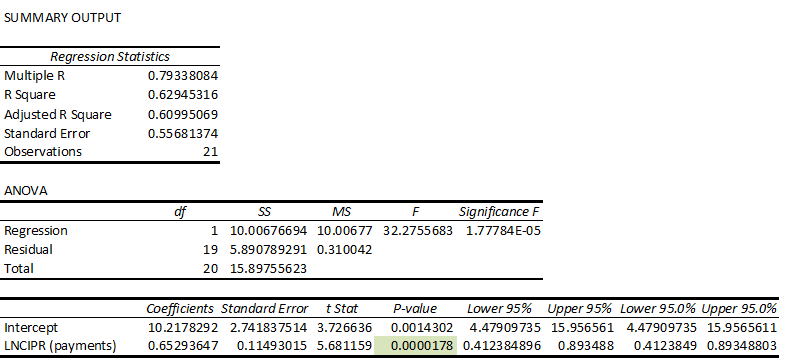 SUMMARY OUTPUT
Regression Statistics
Multiple R 0.79338084
R Square 0.62945316
Adjusted R Square 0.60995069
Standard Error 0.55681374
Observations 21
ANOVA
df SS MS F Significance F
Regression 1 10.00676694 10.00677 32.2755683 1.77784E-05
Residual 19 5.890789291 0.310042
Total 20 15.89755623
Coefficients Standard Error t Stat P-value Lower 95% Upper 95% Lower 95.0% Upper 95.0%
Intercept 10.2178292 2.741837514 3.726636 0.0014302 4.47909735 15.956561 4.47909735 15.9565611
LNCIPR (payments) 0.65293647 0.11493015 5.681159 0.0000178 0.412384896 0.893488 0.4123849 0.89348803